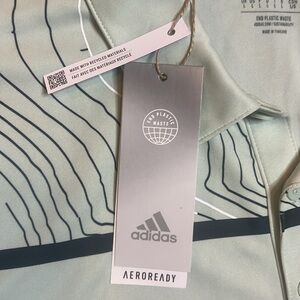 MADE WITH RECYCLED MATERIALS
FAIT AVEC DES MATÉRIAUX RECYCLÉS
END PLASTIC WASTE
MADE IN THAILAND
END PLASTIC
WASTE
adidas
AEROREADY